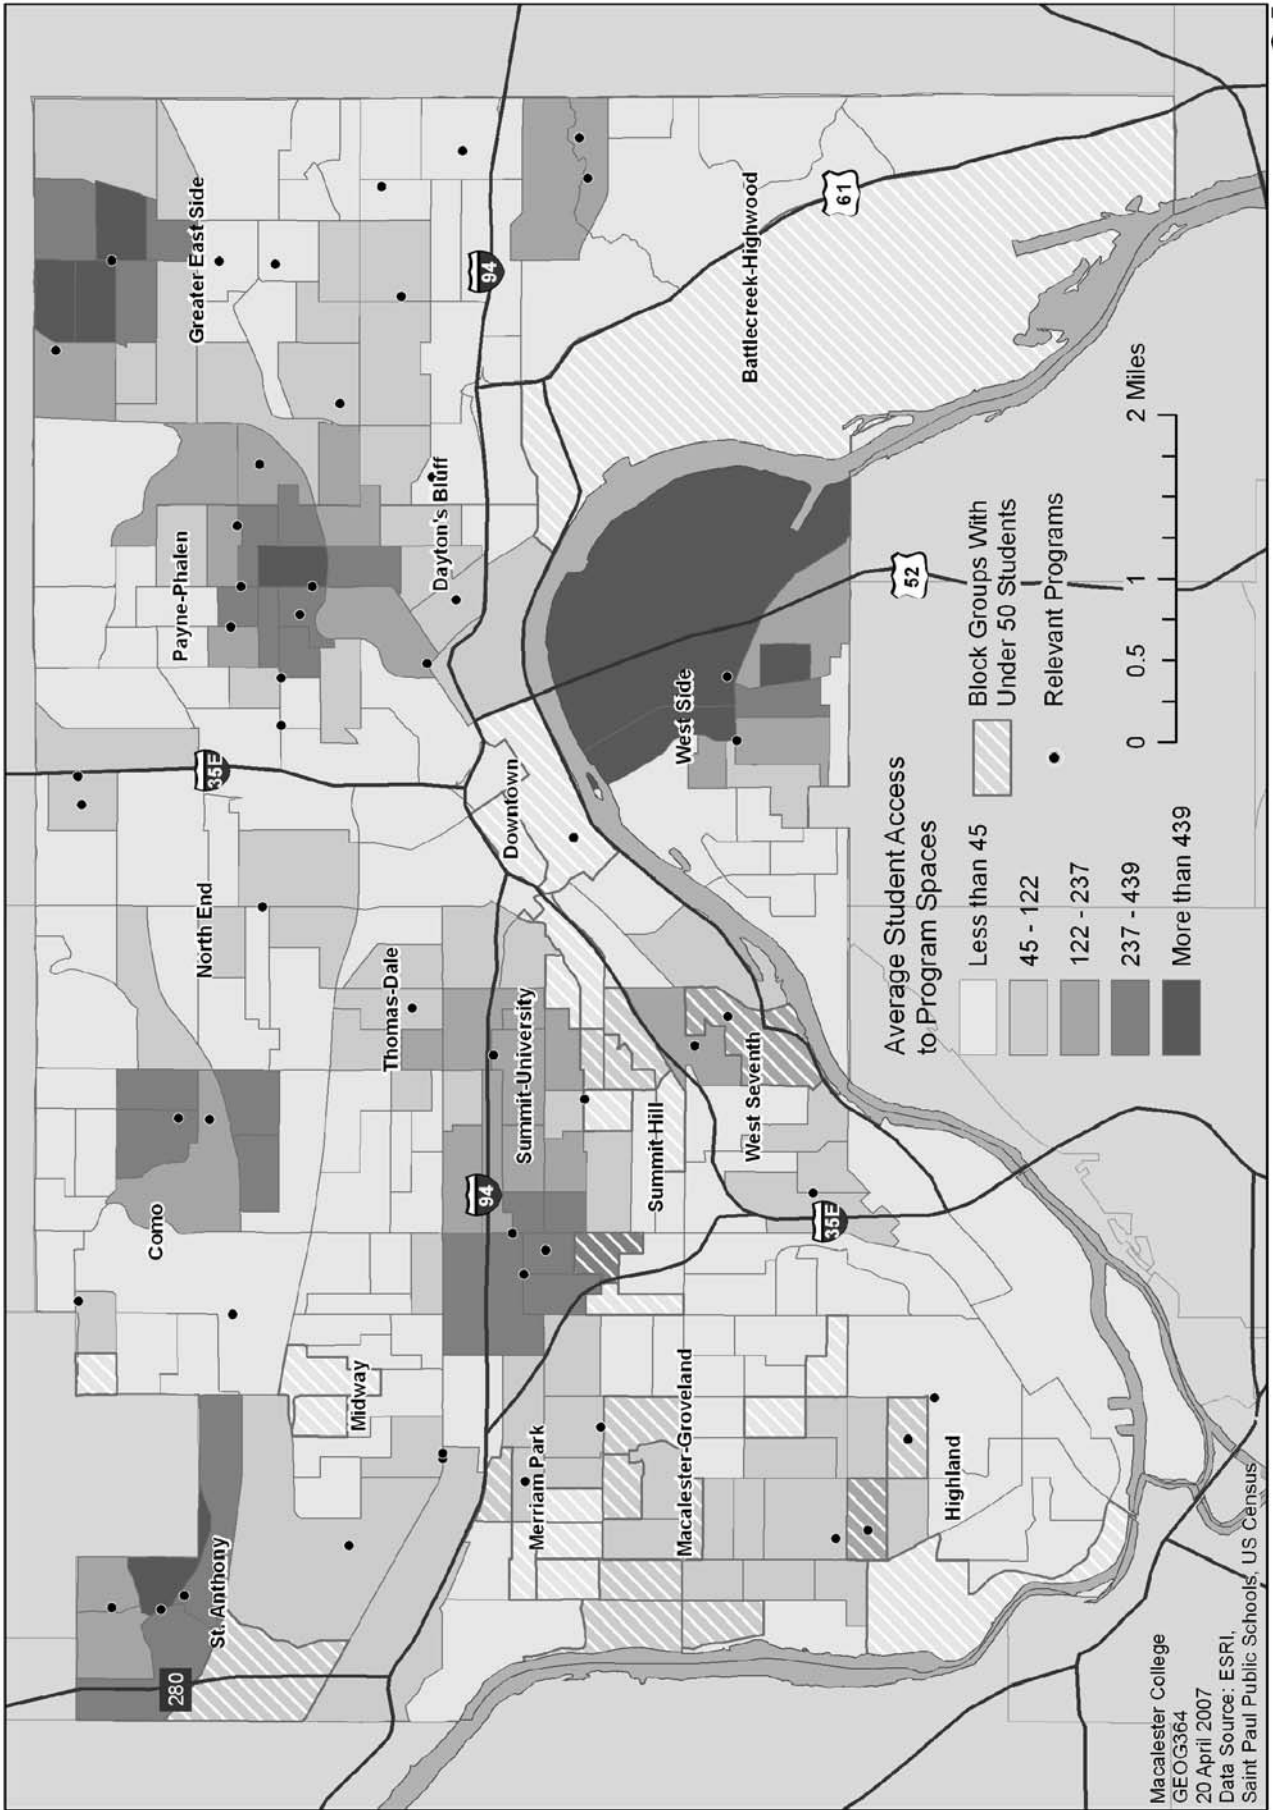 Greater East Side
Payne-Phalen
35E
North End
Como
St. Anthony
280
Dayton's Bluff
94
Thomas-Dale
Midway
Downtown
Summit-University
94
Merriam Park
Battlecreek-Highwood
61
West Side
Summit Hill
West Seventh
Macalester-Groveland
35E
Highland
52
Average Student Access
to Program Spaces
Less than 45
45 - 122
122 - 237
237 - 439
More than 439
Block Groups With
Under 50 Students
Relevant Programs
0
0.5
1
2 Miles
Macalester College
GEOG364
20 April 2007
Data Source: ESRI,
Saint Paul Public Schools, US Census